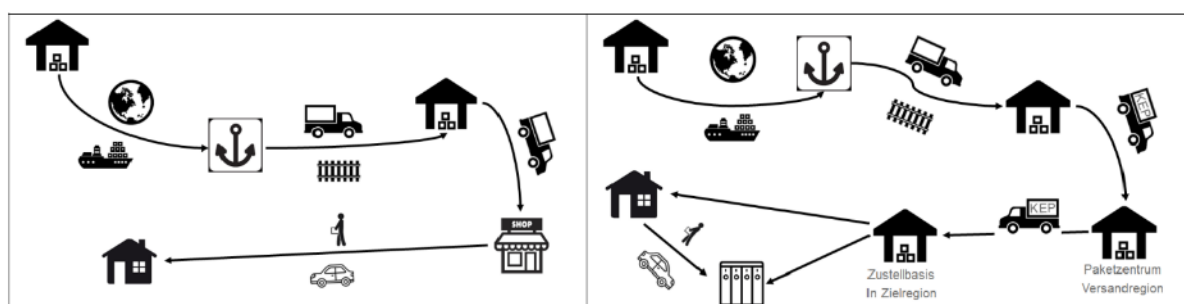 KEP
SHOP
KEP
Zustellbasis
In Zielregion
Paketzentrum
Versandregion